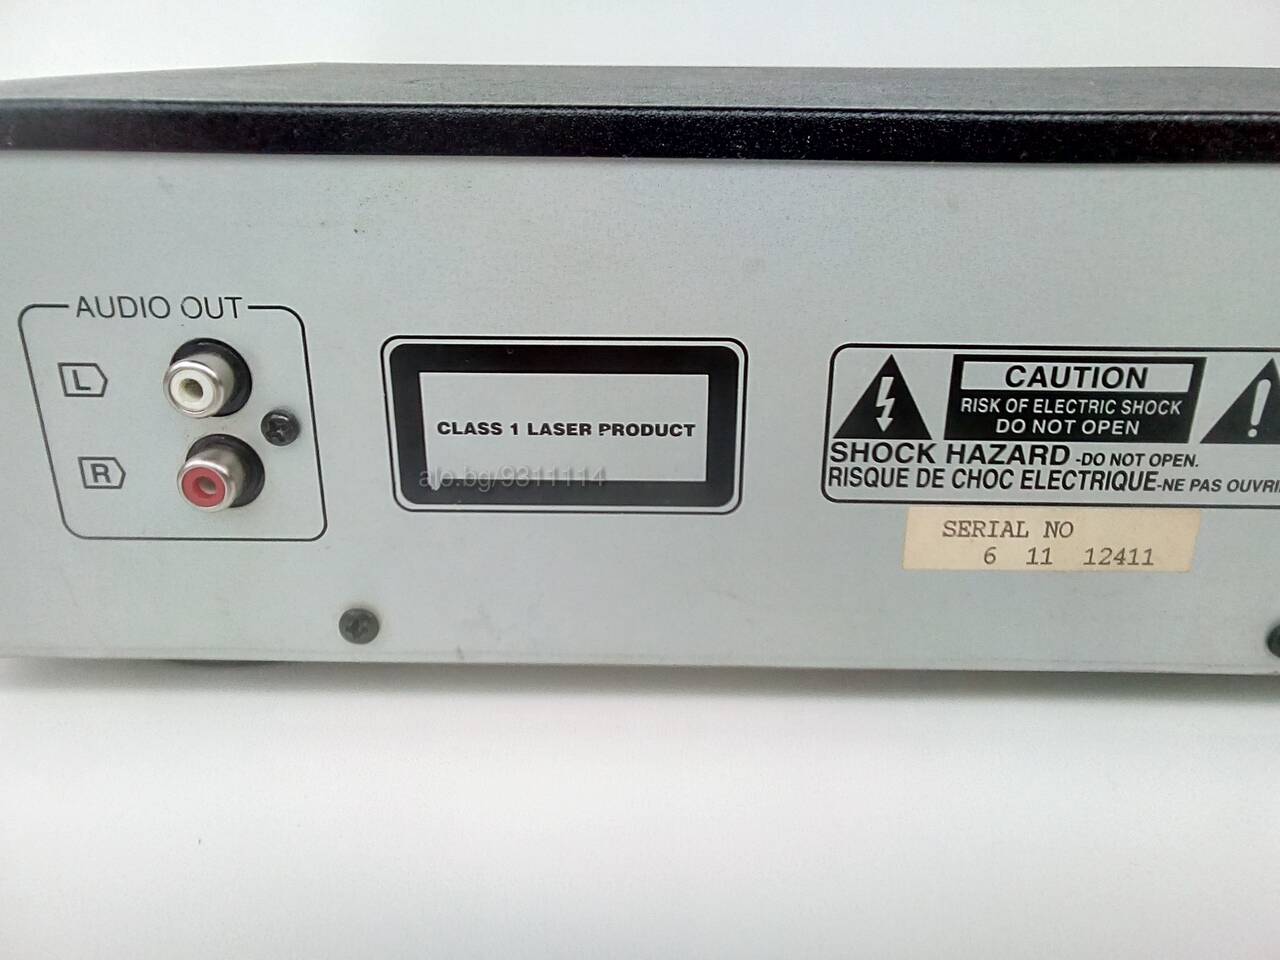 AUDIO OUT
L
R
CLASS 1 LASER PRODUCT
alo.bg/9311114
CAUTION
RISK OF ELECTRIC SHOCK
DO NOT OPEN
SHOCK HAZARD -DO NOT OPEN.
RISQUE DE CHOC ELECTRIQUE-NE PAS OUVRI
SERIAL NO
6 11 12411